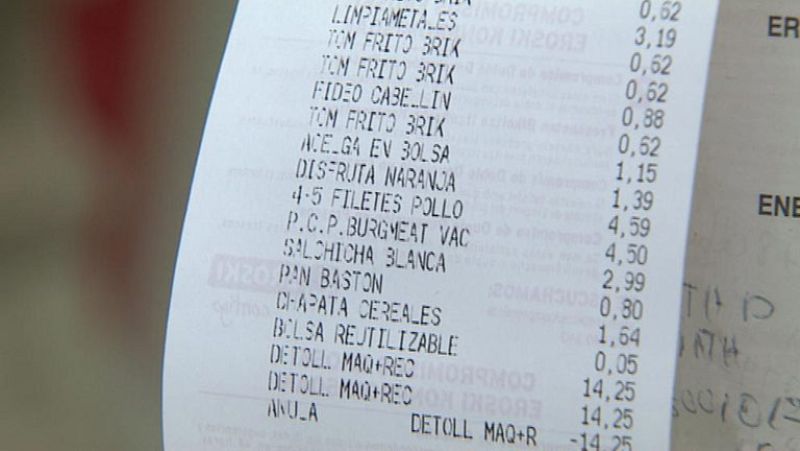 BRIK 0,62
LIMPIAMETALES 3,19
TOM FRITO BRIK 0,62
TOM FRITO BRIK 0,62
FIDEO CABELLIN 0,88
TOM FRITO BRIK 0,62
ACELGA EN BOLSA 1,15
DISFRUTA NARANJA 1,39
4-5 FILETES POLLO 4,59
P.C.P.BURGMEAT VAC 4,50
SALCHICHA BLANCA 2,99
PAN BASTON 0,80
CHAPATA CEREALES 1,64
BOLSA REUTILIZABLE 0,05
DETOLL MAQ+REC 14,25
DETOLL MAQ+REC 14,25
ANULA DETOLL MAQ+R -14,25
ER
ENE